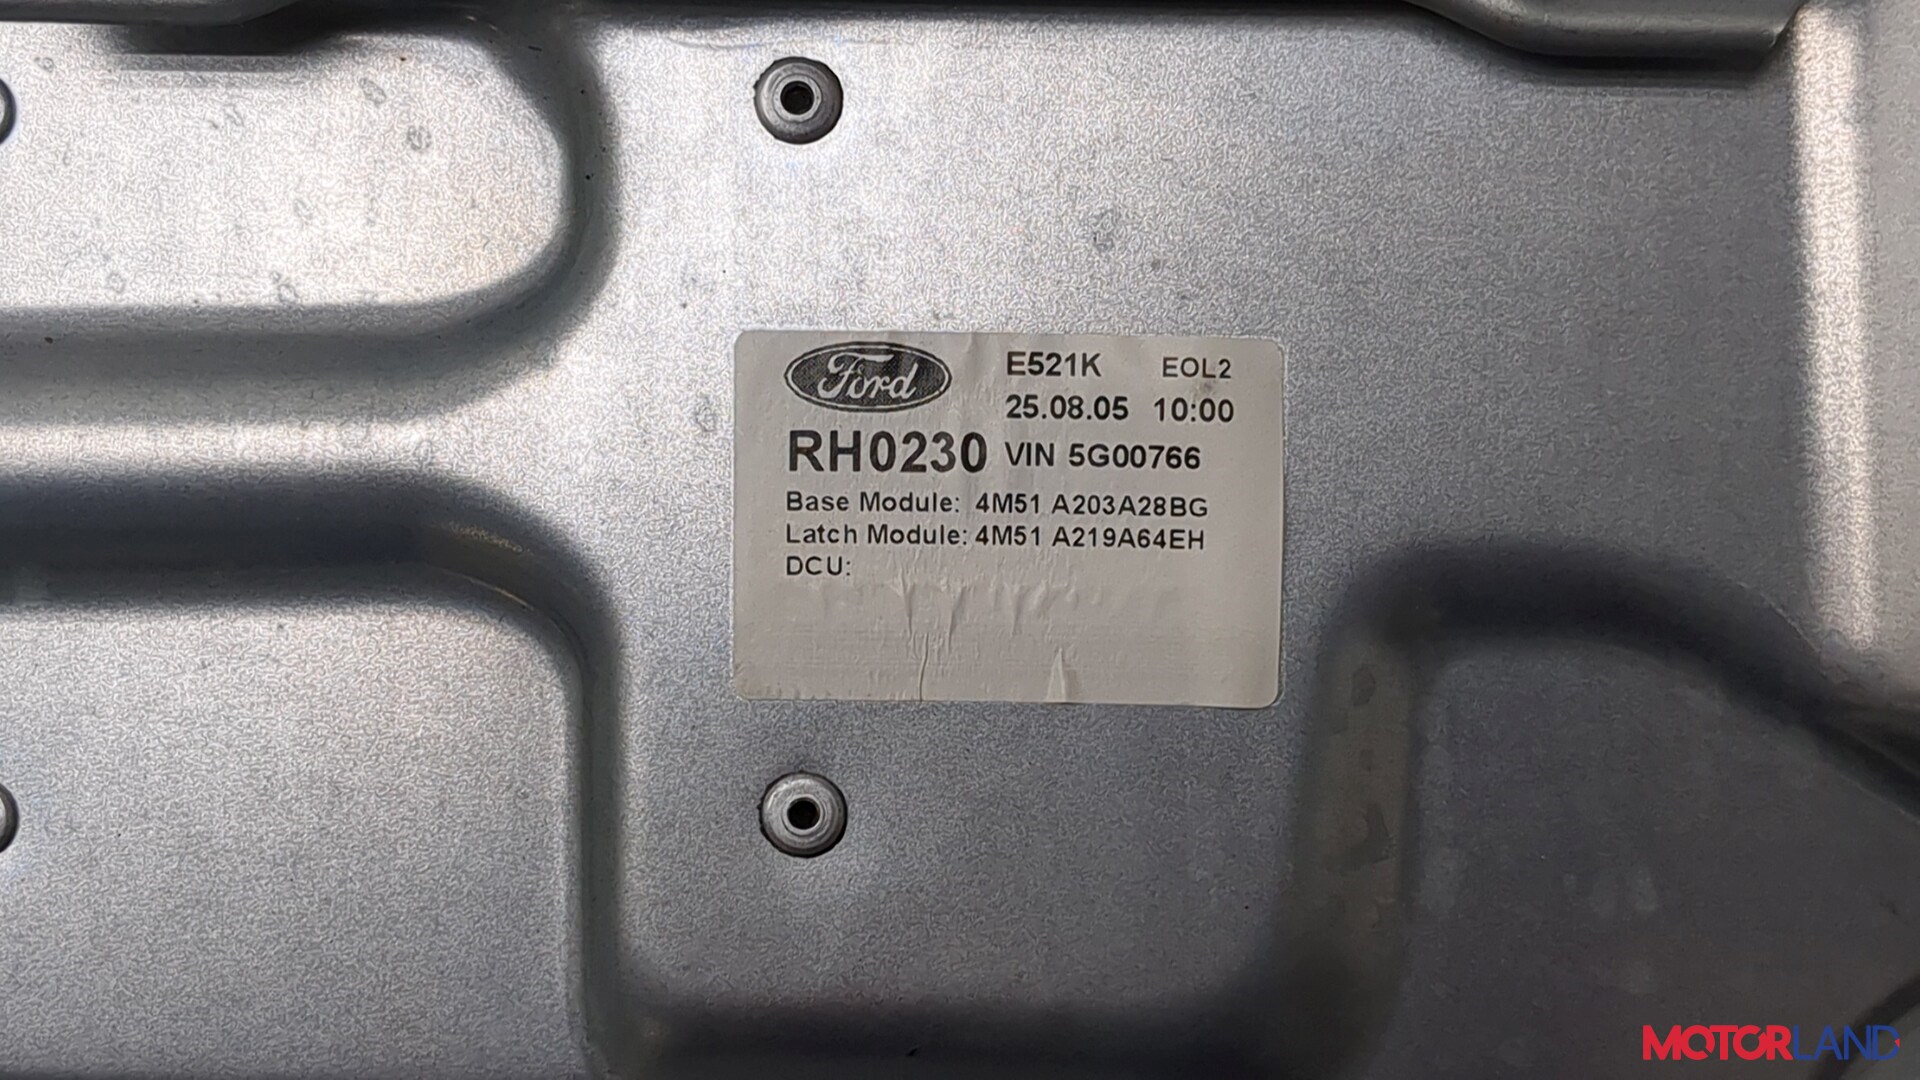 Ford
E521K EOL2
25.08.05 10:00
RH0230 VIN 5G00766
Base Module: 4M51 A203A28BG
Latch Module: 4M51 A219A64EH
DCU:
MOTORLAND